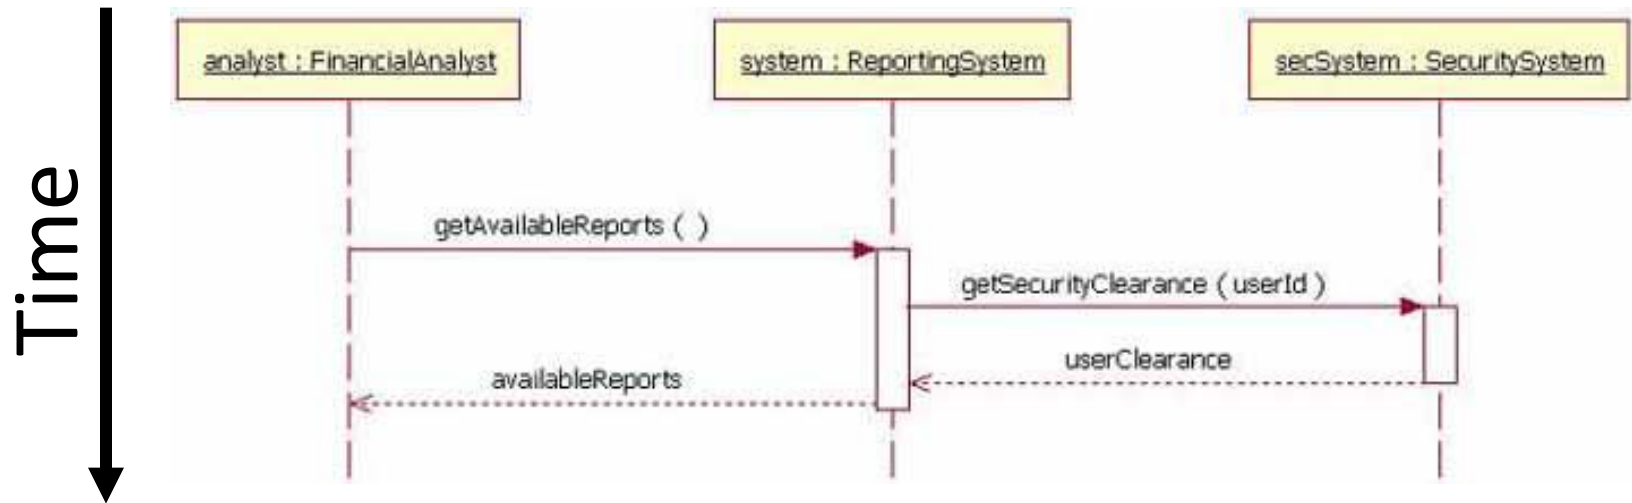 analyst : FinancialAnalyst
system : ReportingSystem
secSystem : SecuritySystem
Time
getAvailableReports ( )
getSecurityClearance ( userId )
userClearance
availableReports